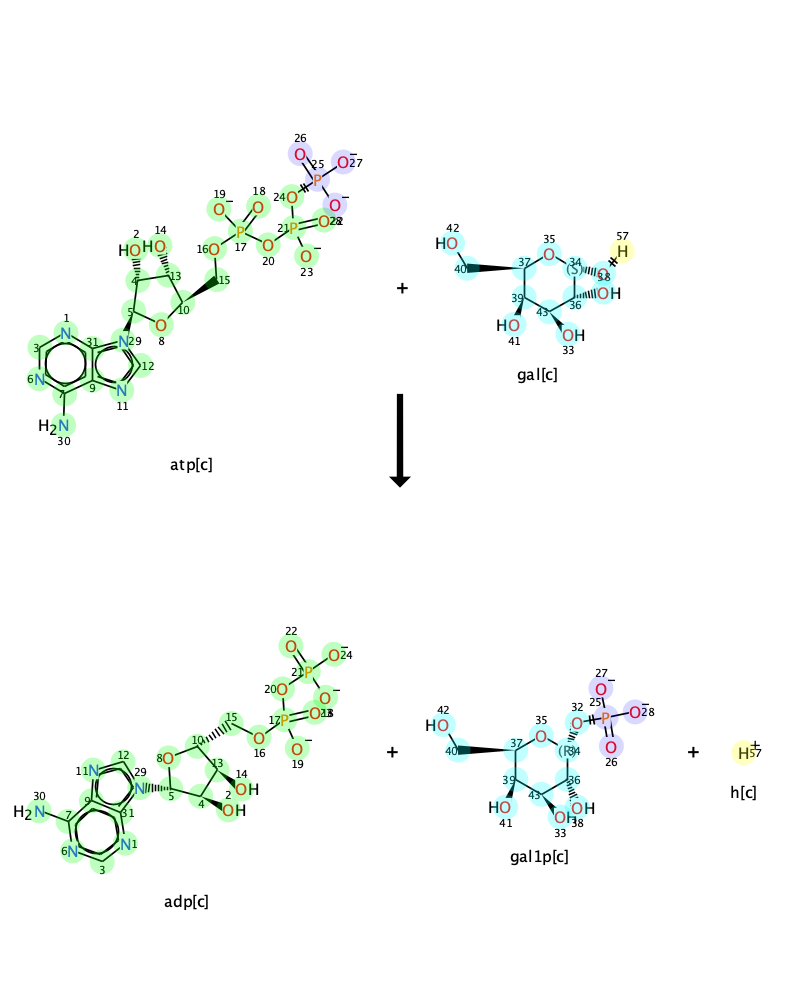 26
25
O
O⁻ 27
P
19
18
24 O
O⁻
O⁻
O
21 P
O 28
2
14
HO
HO
P
17
16 O
O
20
O⁻
23
4
13
15
10
5
O
8
1
N
31
N 29
3
12
6 N
9
N
11
7
H₂N
30
atp[c]
+
42
HO
40
35
O
37
34
(S)
57
H
O
38
36
OH
39
43
HO
41
OH
33
gal[c]
22
O
O⁻ 24
21 P
20 O
O⁻
15
17 P
O
10
O
16
O⁻
19
8 O
12
13
14
OH
11 N
29
N
5
4
2
OH
30
H₂N
9
7
31
6 N
N 1
3
adp[c]
+
27
O⁻
32
O
25
P
O⁻ 28
O
26
42
HO
35
O
40
37
(R)
34
39
36
43
HO
41
OH
33
OH
38
gal1p[c]
+
H⁺ 57
h[c]